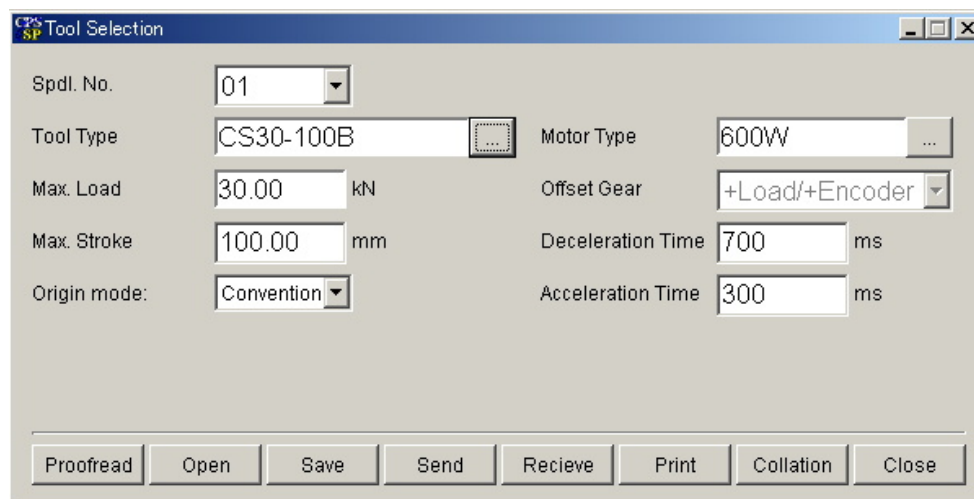 CPS SP Tool Selection
Spdl. No. 01
Tool Type CS30-100B ... Motor Type 600W ...
Max. Load 30.00 kN Offset Gear +Load/+Encoder
Max. Stroke 100.00 mm Deceleration Time 700 ms
Origin mode: Convention Acceleration Time 300 ms
Proofread Open Save Send Recieve Print Collation Close